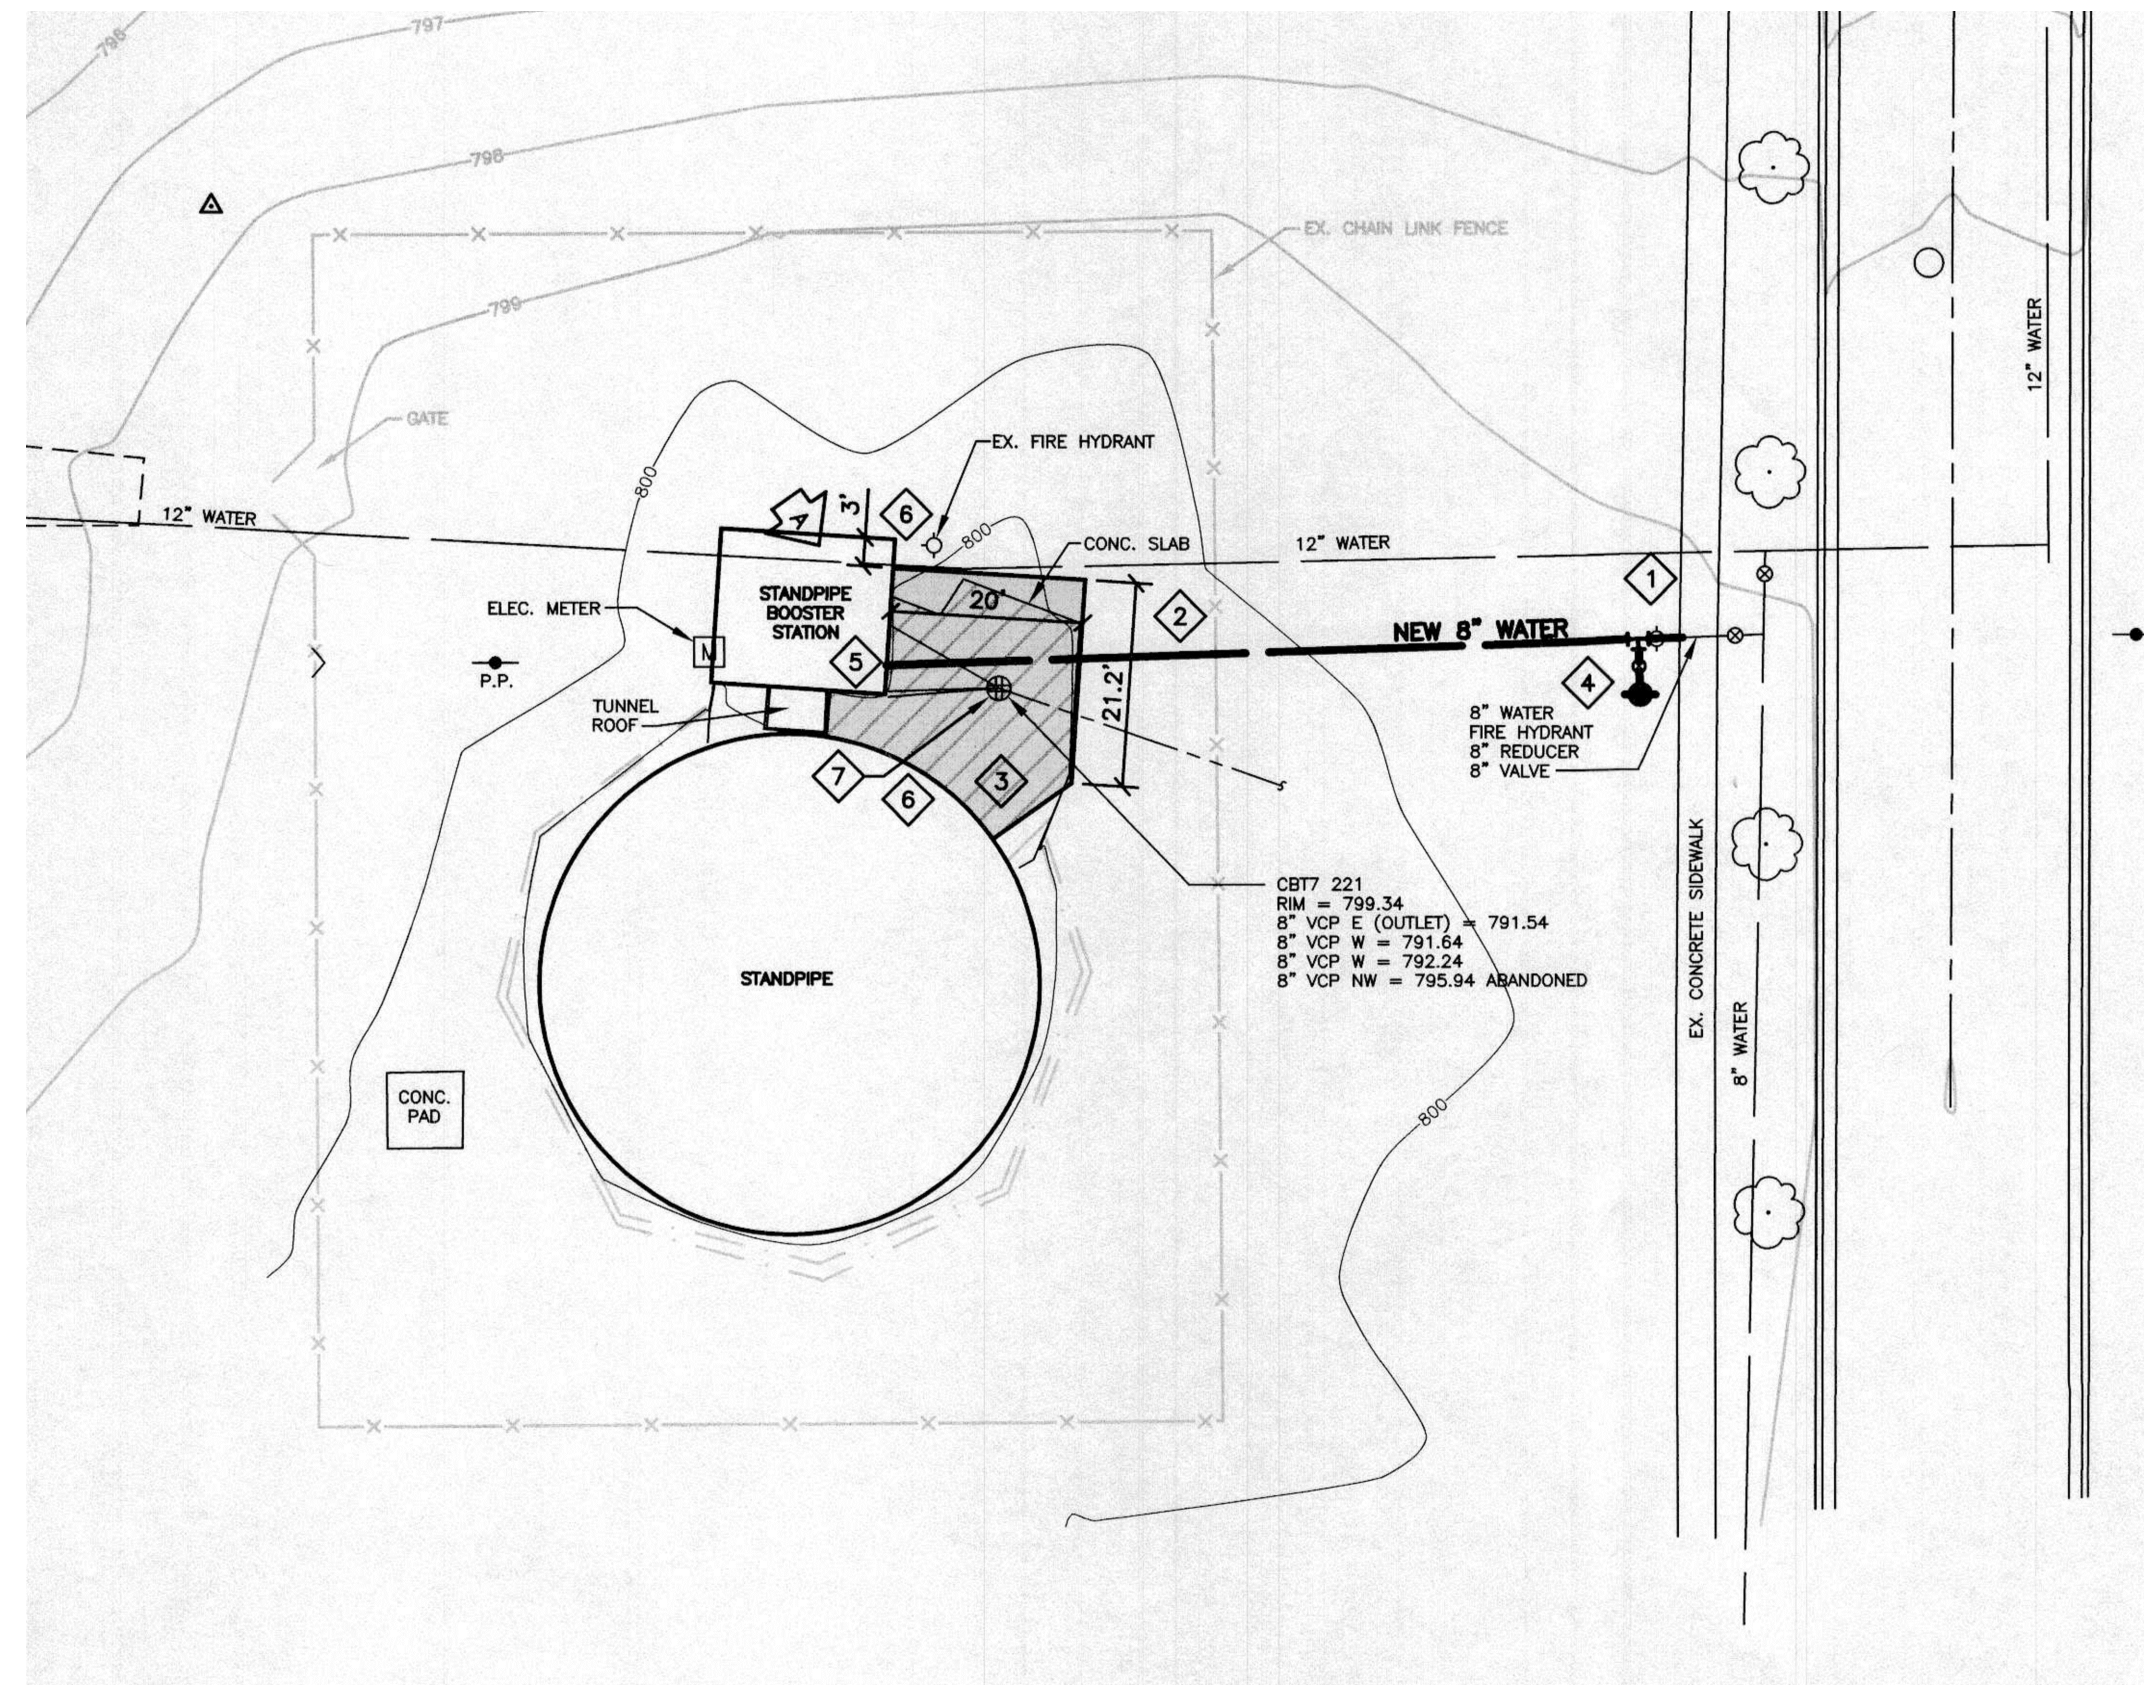 796
797
798
799
EX. CHAIN LINK FENCE
GATE
12" WATER
EX. FIRE HYDRANT
800
A
3'
6
800
CONC. SLAB
12" WATER
12" WATER
1
STANDPIPE
BOOSTER
STATION
20'
2
ELEC. METER
M
5
NEW 8" WATER
P.P.
TUNNEL
ROOF
21.2'
4
8" WATER
FIRE HYDRANT
8" REDUCER
8" VALVE
7
6
3
S
CBT7 221
RIM = 799.34
8" VCP E (OUTLET) = 791.54
8" VCP W = 791.64
8" VCP W = 792.24
8" VCP NW = 795.94 ABANDONED
EX. CONCRETE SIDEWALK
STANDPIPE
8" WATER
CONC.
PAD
800